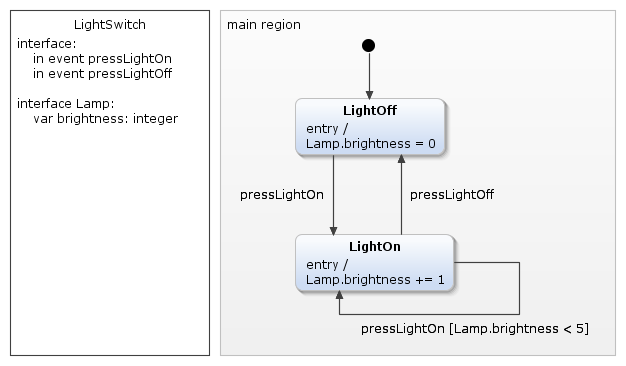 LightSwitch
interface:
in event pressLightOn
in event pressLightOff
interface Lamp:
var brightness: integer
main region
LightOff
entry /
Lamp.brightness = 0
pressLightOn
pressLightOff
LightOn
entry /
Lamp.brightness += 1
pressLightOn [Lamp.brightness < 5]